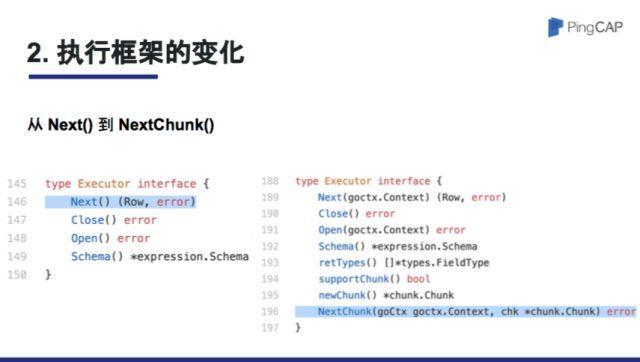 2. 执行框架的变化
PingCAP
从 Next() 到 NextChunk()
145 type Executor interface {
146 Next() (Row, error)
147 Close() error
148 Open() error
149 Schema() *expression.Schema
150 }
188 type Executor interface {
189 Next(goctx.Context) (Row, error)
190 Close() error
191 Open(goctx.Context) error
192 Schema() *expression.Schema
193 retTypes() []*types.FieldType
194 supportChunk() bool
195 newChunk() *chunk.Chunk
196 NextChunk(goCtx goctx.Context, chk *chunk.Chunk) error
197 }